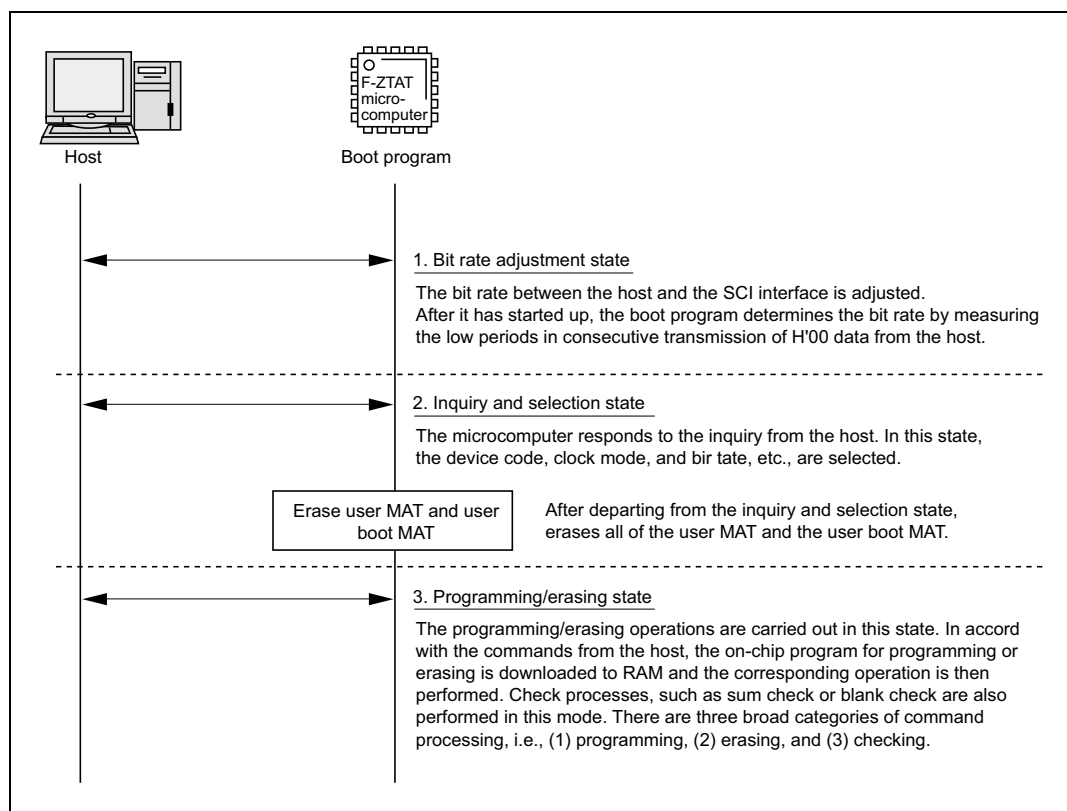 F-ZTAT
micro-
computer
Host
Boot program
1. Bit rate adjustment state
The bit rate between the host and the SCI interface is adjusted.
After it has started up, the boot program determines the bit rate by measuring
the low periods in consecutive transmission of H'00 data from the host.
2. Inquiry and selection state
The microcomputer responds to the inquiry from the host. In this state,
the device code, clock mode, and bir tate, etc., are selected.
Erase user MAT and user
boot MAT
After departing from the inquiry and selection state,
erases all of the user MAT and the user boot MAT.
3. Programming/erasing state
The programming/erasing operations are carried out in this state. In accord
with the commands from the host, the on-chip program for programming or
erasing is downloaded to RAM and the corresponding operation is then
performed. Check processes, such as sum check or blank check are also
performed in this mode. There are three broad categories of command
processing, i.e., (1) programming, (2) erasing, and (3) checking.